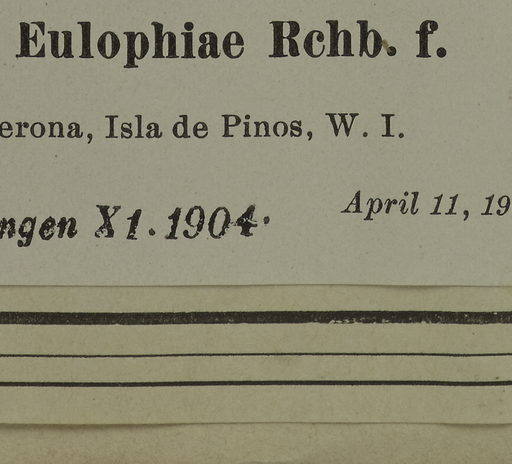 Eulophiae Rchb. f.
erona, Isla de Pinos, W. I.
April 11, 19
ngen X1.1904.